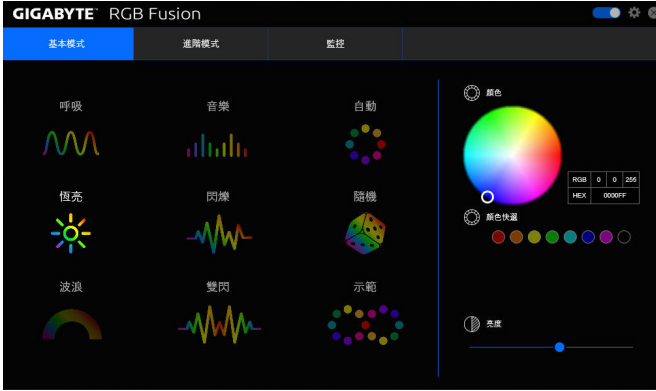 GIGABYTE™ RGB Fusion
基本模式 進階模式 監控
呼吸 音樂 自動
恆亮 閃爍 隨機
波浪 雙閃 示範
顏色
RGB 0 0 255
HEX 0000FF
顏色快選
亮度